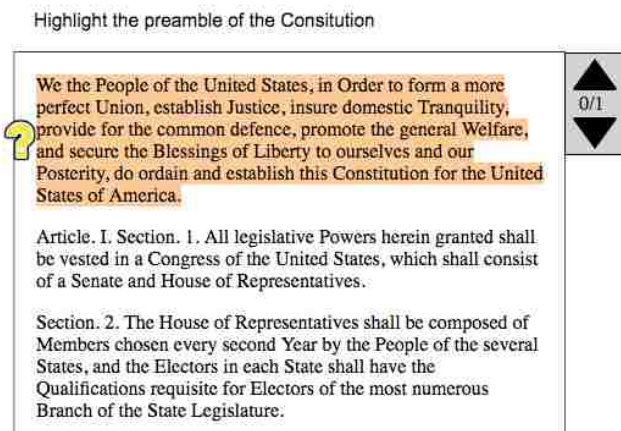 Highlight the preamble of the Consitution
We the People of the United States, in Order to form a more
perfect Union, establish Justice, insure domestic Tranquility,
provide for the common defence, promote the general Welfare,
and secure the Blessings of Liberty to ourselves and our
Posterity, do ordain and establish this Constitution for the United
States of America.
0/1
?
Article. I. Section. 1. All legislative Powers herein granted shall
be vested in a Congress of the United States, which shall consist
of a Senate and House of Representatives.
Section. 2. The House of Representatives shall be composed of
Members chosen every second Year by the People of the several
States, and the Electors in each State shall have the
Qualifications requisite for Electors of the most numerous
Branch of the State Legislature.